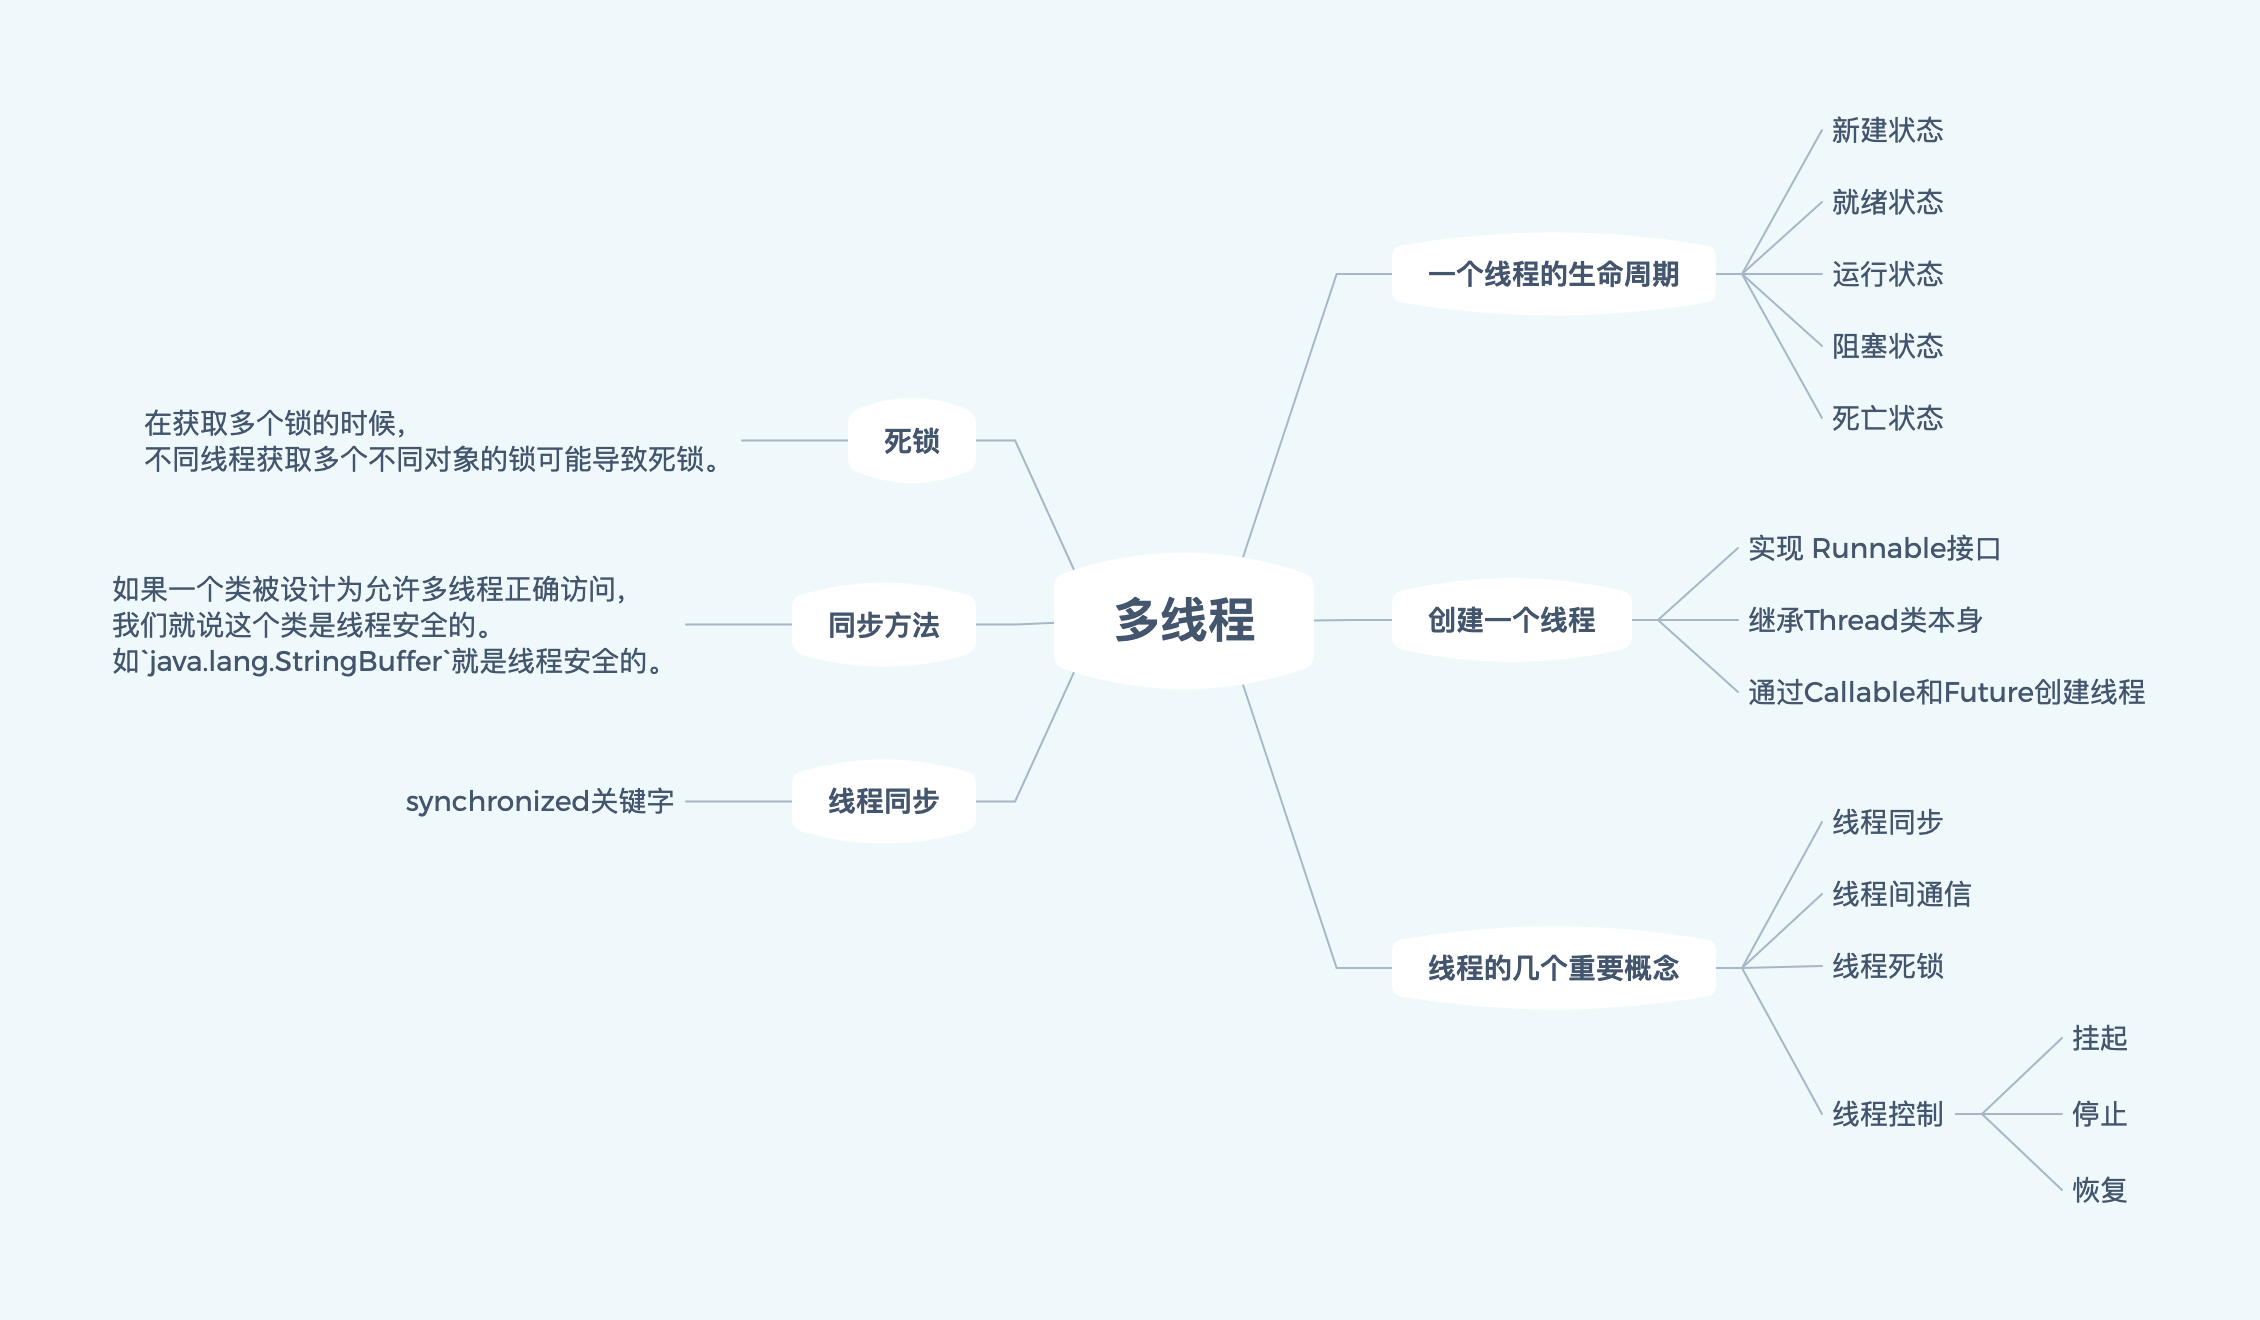 多线程
一个线程的生命周期
新建状态
就绪状态
运行状态
阻塞状态
死亡状态
创建一个线程
实现 Runnable接口
继承Thread类本身
通过Callable和Future创建线程
线程的几个重要概念
线程同步
线程间通信
线程死锁
线程控制
挂起
停止
恢复
死锁
在获取多个锁的时候，
不同线程获取多个不同对象的锁可能导致死锁。
同步方法
如果一个类被设计为允许多线程正确访问，
我们就说这个类是线程安全的。
如`java.lang.StringBuffer`就是线程安全的。
线程同步
synchronized关键字